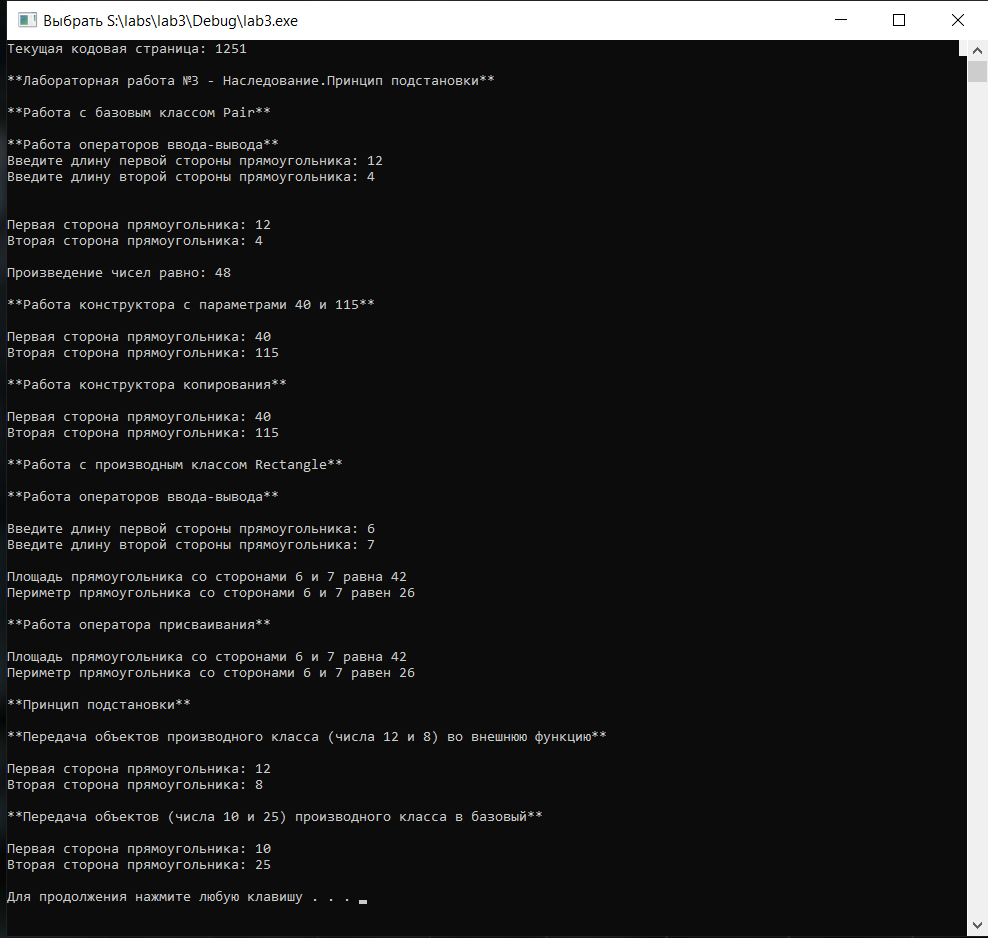 Выбрать S:\labs\lab3\Debug\lab3.exe
Текущая кодовая страница: 1251
**Лабораторная работа №3 - Наследование.Принцип подстановки**
**Работа с базовым классом Pair**
**Работа операторов ввода-вывода**
Введите длину первой стороны прямоугольника: 12
Введите длину второй стороны прямоугольника: 4
Первая сторона прямоугольника: 12
Вторая сторона прямоугольника: 4
Произведение чисел равно: 48
**Работа конструктора с параметрами 40 и 115**
Первая сторона прямоугольника: 40
Вторая сторона прямоугольника: 115
**Работа конструктора копирования**
Первая сторона прямоугольника: 40
Вторая сторона прямоугольника: 115
**Работа с производным классом Rectangle**
**Работа операторов ввода-вывода**
Введите длину первой стороны прямоугольника: 6
Введите длину второй стороны прямоугольника: 7
Площадь прямоугольника со сторонами 6 и 7 равна 42
Периметр прямоугольника со сторонами 6 и 7 равен 26
**Работа оператора присваивания**
Площадь прямоугольника со сторонами 6 и 7 равна 42
Периметр прямоугольника со сторонами 6 и 7 равен 26
**Принцип подстановки**
**Передача объектов производного класса (числа 12 и 8) во внешнюю функцию**
Первая сторона прямоугольника: 12
Вторая сторона прямоугольника: 8
**Передача объектов (числа 10 и 25) производного класса в базовый**
Первая сторона прямоугольника: 10
Вторая сторона прямоугольника: 25
Для продолжения нажмите любую клавишу . . .